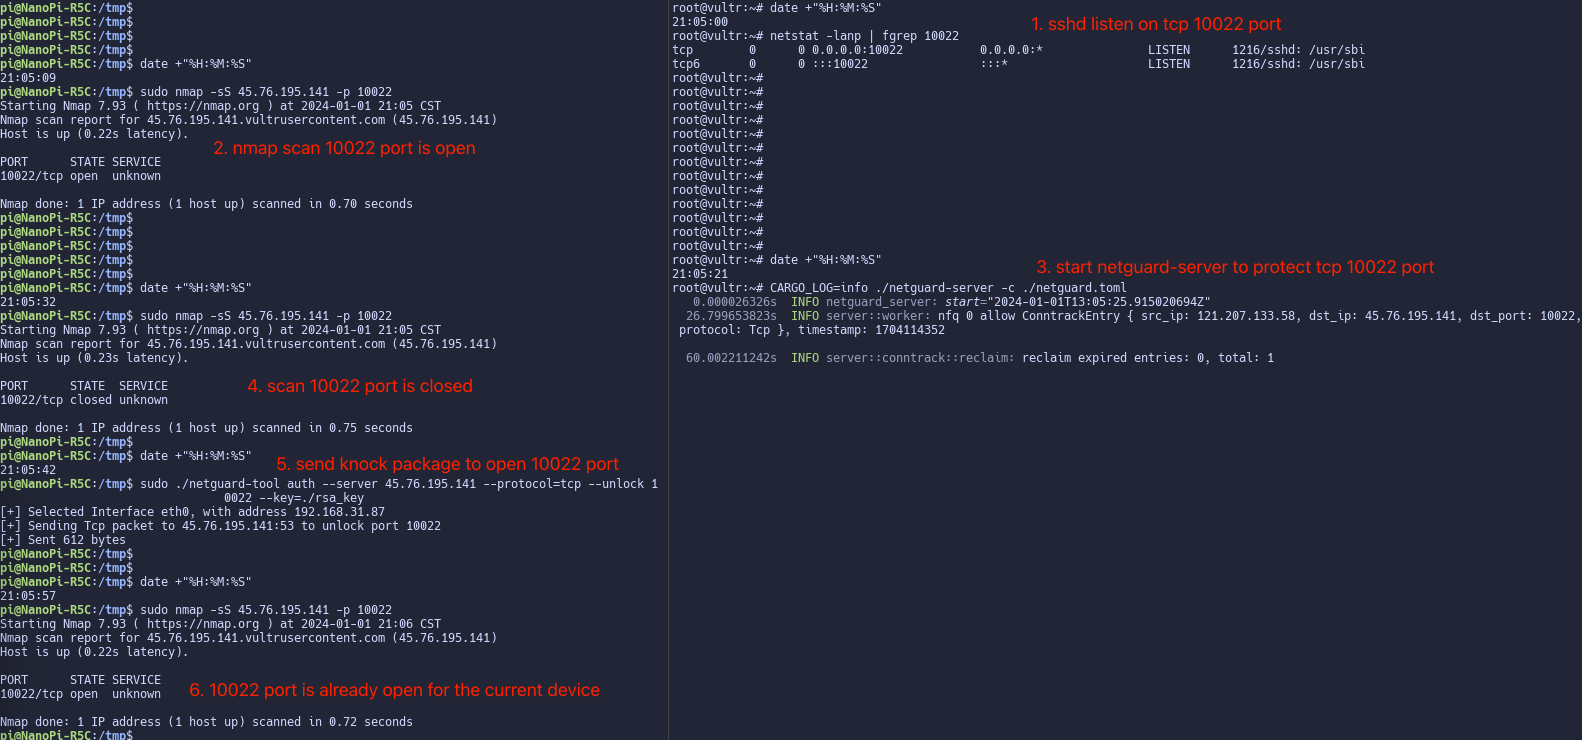 pi@NanoPi-R5C:/tmp$
pi@NanoPi-R5C:/tmp$
pi@NanoPi-R5C:/tmp$
pi@NanoPi-R5C:/tmp$
pi@NanoPi-R5C:/tmp$ date +"%H:%M:%S"
21:05:09
pi@NanoPi-R5C:/tmp$ sudo nmap -sS 45.76.195.141 -p 10022
Starting Nmap 7.93 ( https://nmap.org ) at 2024-01-01 21:05 CST
Nmap scan report for 45.76.195.141.vultrusercontent.com (45.76.195.141)
Host is up (0.22s latency).
2. nmap scan 10022 port is open
PORT      STATE SERVICE
10022/tcp open  unknown
Nmap done: 1 IP address (1 host up) scanned in 0.70 seconds
pi@NanoPi-R5C:/tmp$
pi@NanoPi-R5C:/tmp$
pi@NanoPi-R5C:/tmp$
pi@NanoPi-R5C:/tmp$
pi@NanoPi-R5C:/tmp$
pi@NanoPi-R5C:/tmp$ date +"%H:%M:%S"
21:05:32
pi@NanoPi-R5C:/tmp$ sudo nmap -sS 45.76.195.141 -p 10022
Starting Nmap 7.93 ( https://nmap.org ) at 2024-01-01 21:05 CST
Nmap scan report for 45.76.195.141.vultrusercontent.com (45.76.195.141)
Host is up (0.23s latency).
PORT      STATE  SERVICE
4. scan 10022 port is closed
10022/tcp closed unknown
Nmap done: 1 IP address (1 host up) scanned in 0.75 seconds
pi@NanoPi-R5C:/tmp$
pi@NanoPi-R5C:/tmp$ date +"%H:%M:%S"
21:05:42
5. send knock package to open 10022 port
pi@NanoPi-R5C:/tmp$ sudo ./netguard-tool auth --server 45.76.195.141 --protocol=tcp --unlock 1
0022 --key=./rsa_key
[+] Selected Interface eth0, with address 192.168.31.87
[+] Sending Tcp packet to 45.76.195.141:53 to unlock port 10022
[+] Sent 612 bytes
pi@NanoPi-R5C:/tmp$
pi@NanoPi-R5C:/tmp$
pi@NanoPi-R5C:/tmp$ date +"%H:%M:%S"
21:05:57
pi@NanoPi-R5C:/tmp$ sudo nmap -sS 45.76.195.141 -p 10022
Starting Nmap 7.93 ( https://nmap.org ) at 2024-01-01 21:06 CST
Nmap scan report for 45.76.195.141.vultrusercontent.com (45.76.195.141)
Host is up (0.22s latency).
PORT      STATE SERVICE
10022/tcp open  unknown
6. 10022 port is already open for the current device
Nmap done: 1 IP address (1 host up) scanned in 0.72 seconds
pi@NanoPi-R5C:/tmp$
root@vultr:~# date +"%H:%M:%S"
21:05:00
1. sshd listen on tcp 10022 port
root@vultr:~# netstat -lanp | fgrep 10022
tcp        0      0 0.0.0.0:10022           0.0.0.0:*               LISTEN      1216/sshd: /usr/sbi
tcp6       0      0 :::10022                :::*                    LISTEN      1216/sshd: /usr/sbi
root@vultr:~#
root@vultr:~#
root@vultr:~#
root@vultr:~#
root@vultr:~#
root@vultr:~#
root@vultr:~#
root@vultr:~#
root@vultr:~#
root@vultr:~#
root@vultr:~#
root@vultr:~#
root@vultr:~#
root@vultr:~# date +"%H:%M:%S"
21:05:21
3. start netguard-server to protect tcp 10022 port
root@vultr:~# CARGO_LOG=info ./netguard-server -c ./netguard.toml
0.000026326s  INFO netguard_server: start="2024-01-01T13:05:25.915020694Z"
26.799653823s  INFO server::worker: nfq 0 allow ConntrackEntry { src_ip: 121.207.133.58, dst_ip: 45.76.195.141, dst_port: 10022,
protocol: Tcp }, timestamp: 1704114352
60.002211242s  INFO server::conntrack::reclaim: reclaim expired entries: 0, total: 1